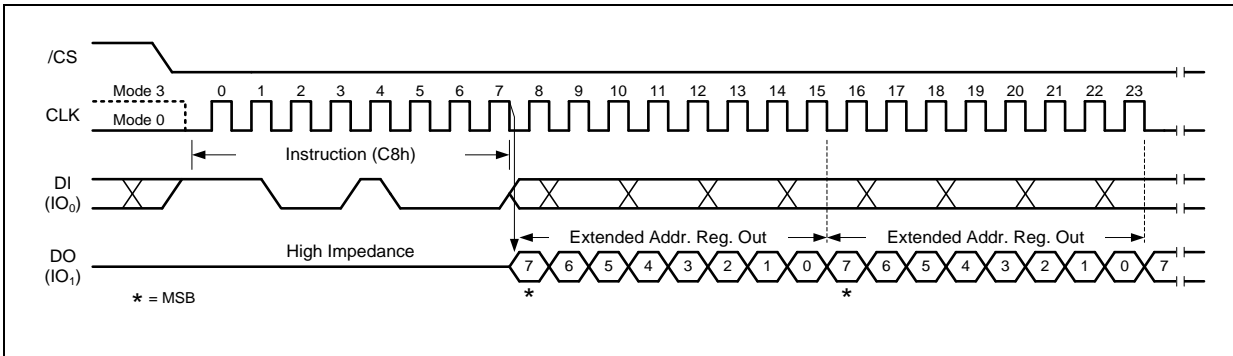 /CS
Mode 3 0 1 2 3 4 5 6 7 8 9 10 11 12 13 14 15 16 17 18 19 20 21 22 23
CLK
Mode 0
Instruction (C8h)
DI
(IO0)
Extended Addr. Reg. Out Extended Addr. Reg. Out
High Impedance
DO
(IO1)
7 6 5 4 3 2 1 0 7 6 5 4 3 2 1 0 7
* *
* = MSB